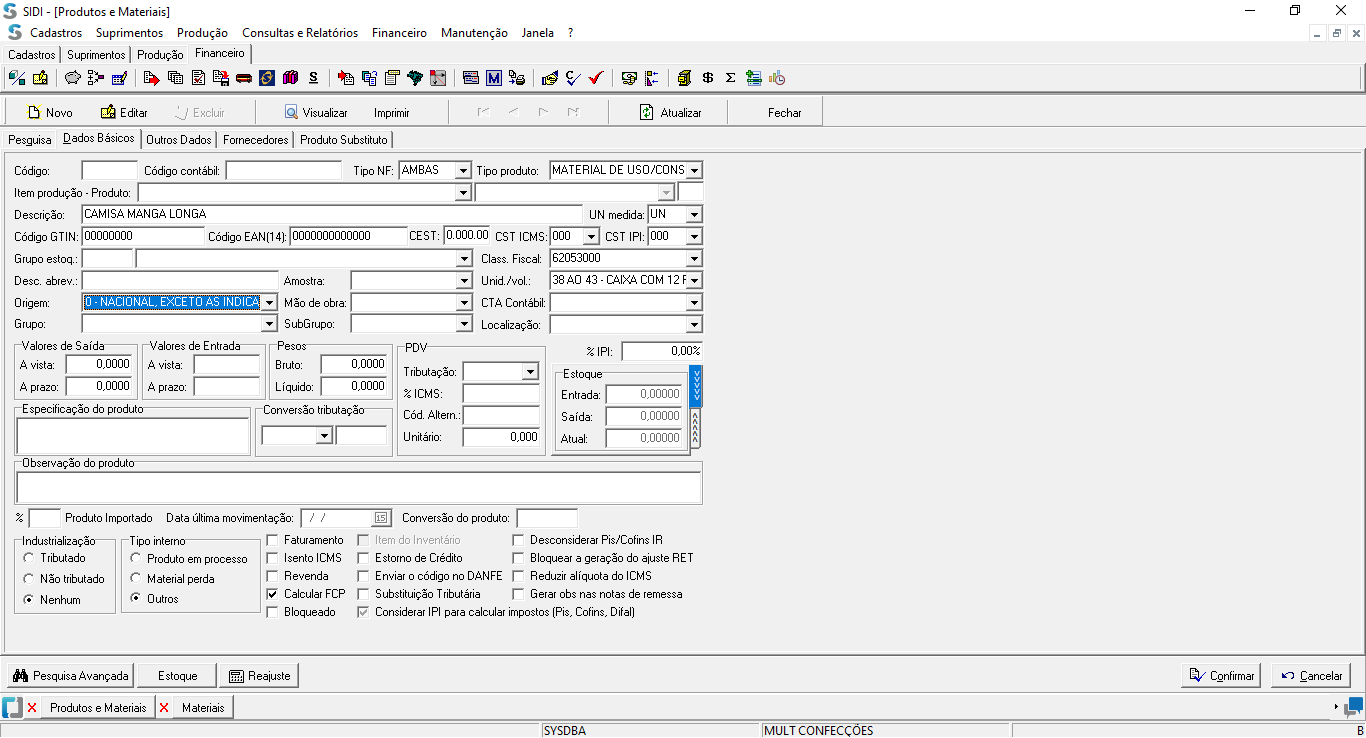 SIDI - [Produtos e Materiais]
Cadastros Suprimentos Produção Consultas e Relatórios Financeiro Manutenção Janela ?
Cadastros Suprimentos Produção Financeiro
Novo Editar Excluir Visualizar Imprimir Atualizar Fechar
Pesquisa Dados Básicos Outros Dados Fornecedores Produto Substituto
Código: Código contábil: Tipo NF: AMBAS Tipo produto: MATERIAL DE USO/CONS
Item produção - Produto:
Descrição: CAMISA MANGA LONGA UN medida: UN
Código GTIN: 00000000 Código EAN(14): 0000000000000 CEST: 0.000.00 CST ICMS: 000 CST IPI: 000
Grupo estoq.: Class. Fiscal: 62053000
Desc. abrev.: Amostra: Unid./vol.: 38 AO 43 - CAIXA COM 12 F
Origem: 0 - NACIONAL, EXCETO AS INDICA Mão de obra: CTA Contábil:
Grupo: SubGrupo: Localização:
Valores de Saída Valores de Entrada Pesos PDV % IPI: 0,00%
A vista: 0,0000 A vista: Bruto: 0,0000 Tributação: Estoque
A prazo: 0,0000 A prazo: Líquido: 0,0000 % ICMS: Entrada: 0,00000
Especificação do produto Conversão tributação Cód. Altern.: Saída: 0,00000
Unitário: 0,000 Atual: 0,00000
Observação do produto
% Produto Importado Data última movimentação: / / 15 Conversão do produto:
Industrialização Tipo interno Faturamento Item do Inventário Desconsiderar Pis/Cofins IR
Tributado Produto em processo Isento ICMS Estorno de Crédito Bloquear a geração do ajuste RET
Não tributado Material perda Revenda Enviar o código no DANFE Reduzir alíquota do ICMS
Nenhum Outros Calcular FCP Substituição Tributária Gerar obs nas notas de remessa
Bloqueado Considerar IPI para calcular impostos (Pis, Cofins, Difal)
Pesquisa Avançada Estoque Reajuste Confirmar Cancelar
Produtos e Materiais Materiais
SYSDBA MULT CONFECÇÕES B